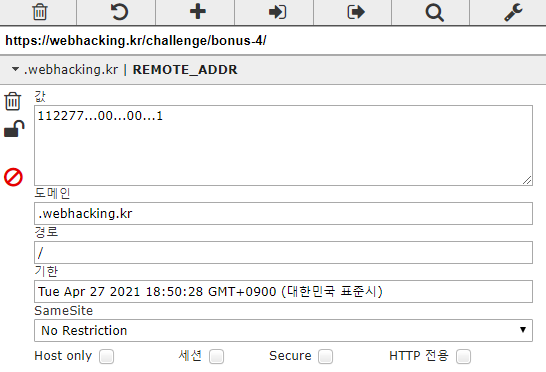 https://webhacking.kr/challenge/bonus-4/
.webhacking.kr | REMOTE_ADDR
값
112277...00...00...1
도메인
.webhacking.kr
경로
/
기한
Tue Apr 27 2021 18:50:28 GMT+0900 (대한민국 표준시)
SameSite
No Restriction
Host only 세션 Secure HTTP 전용